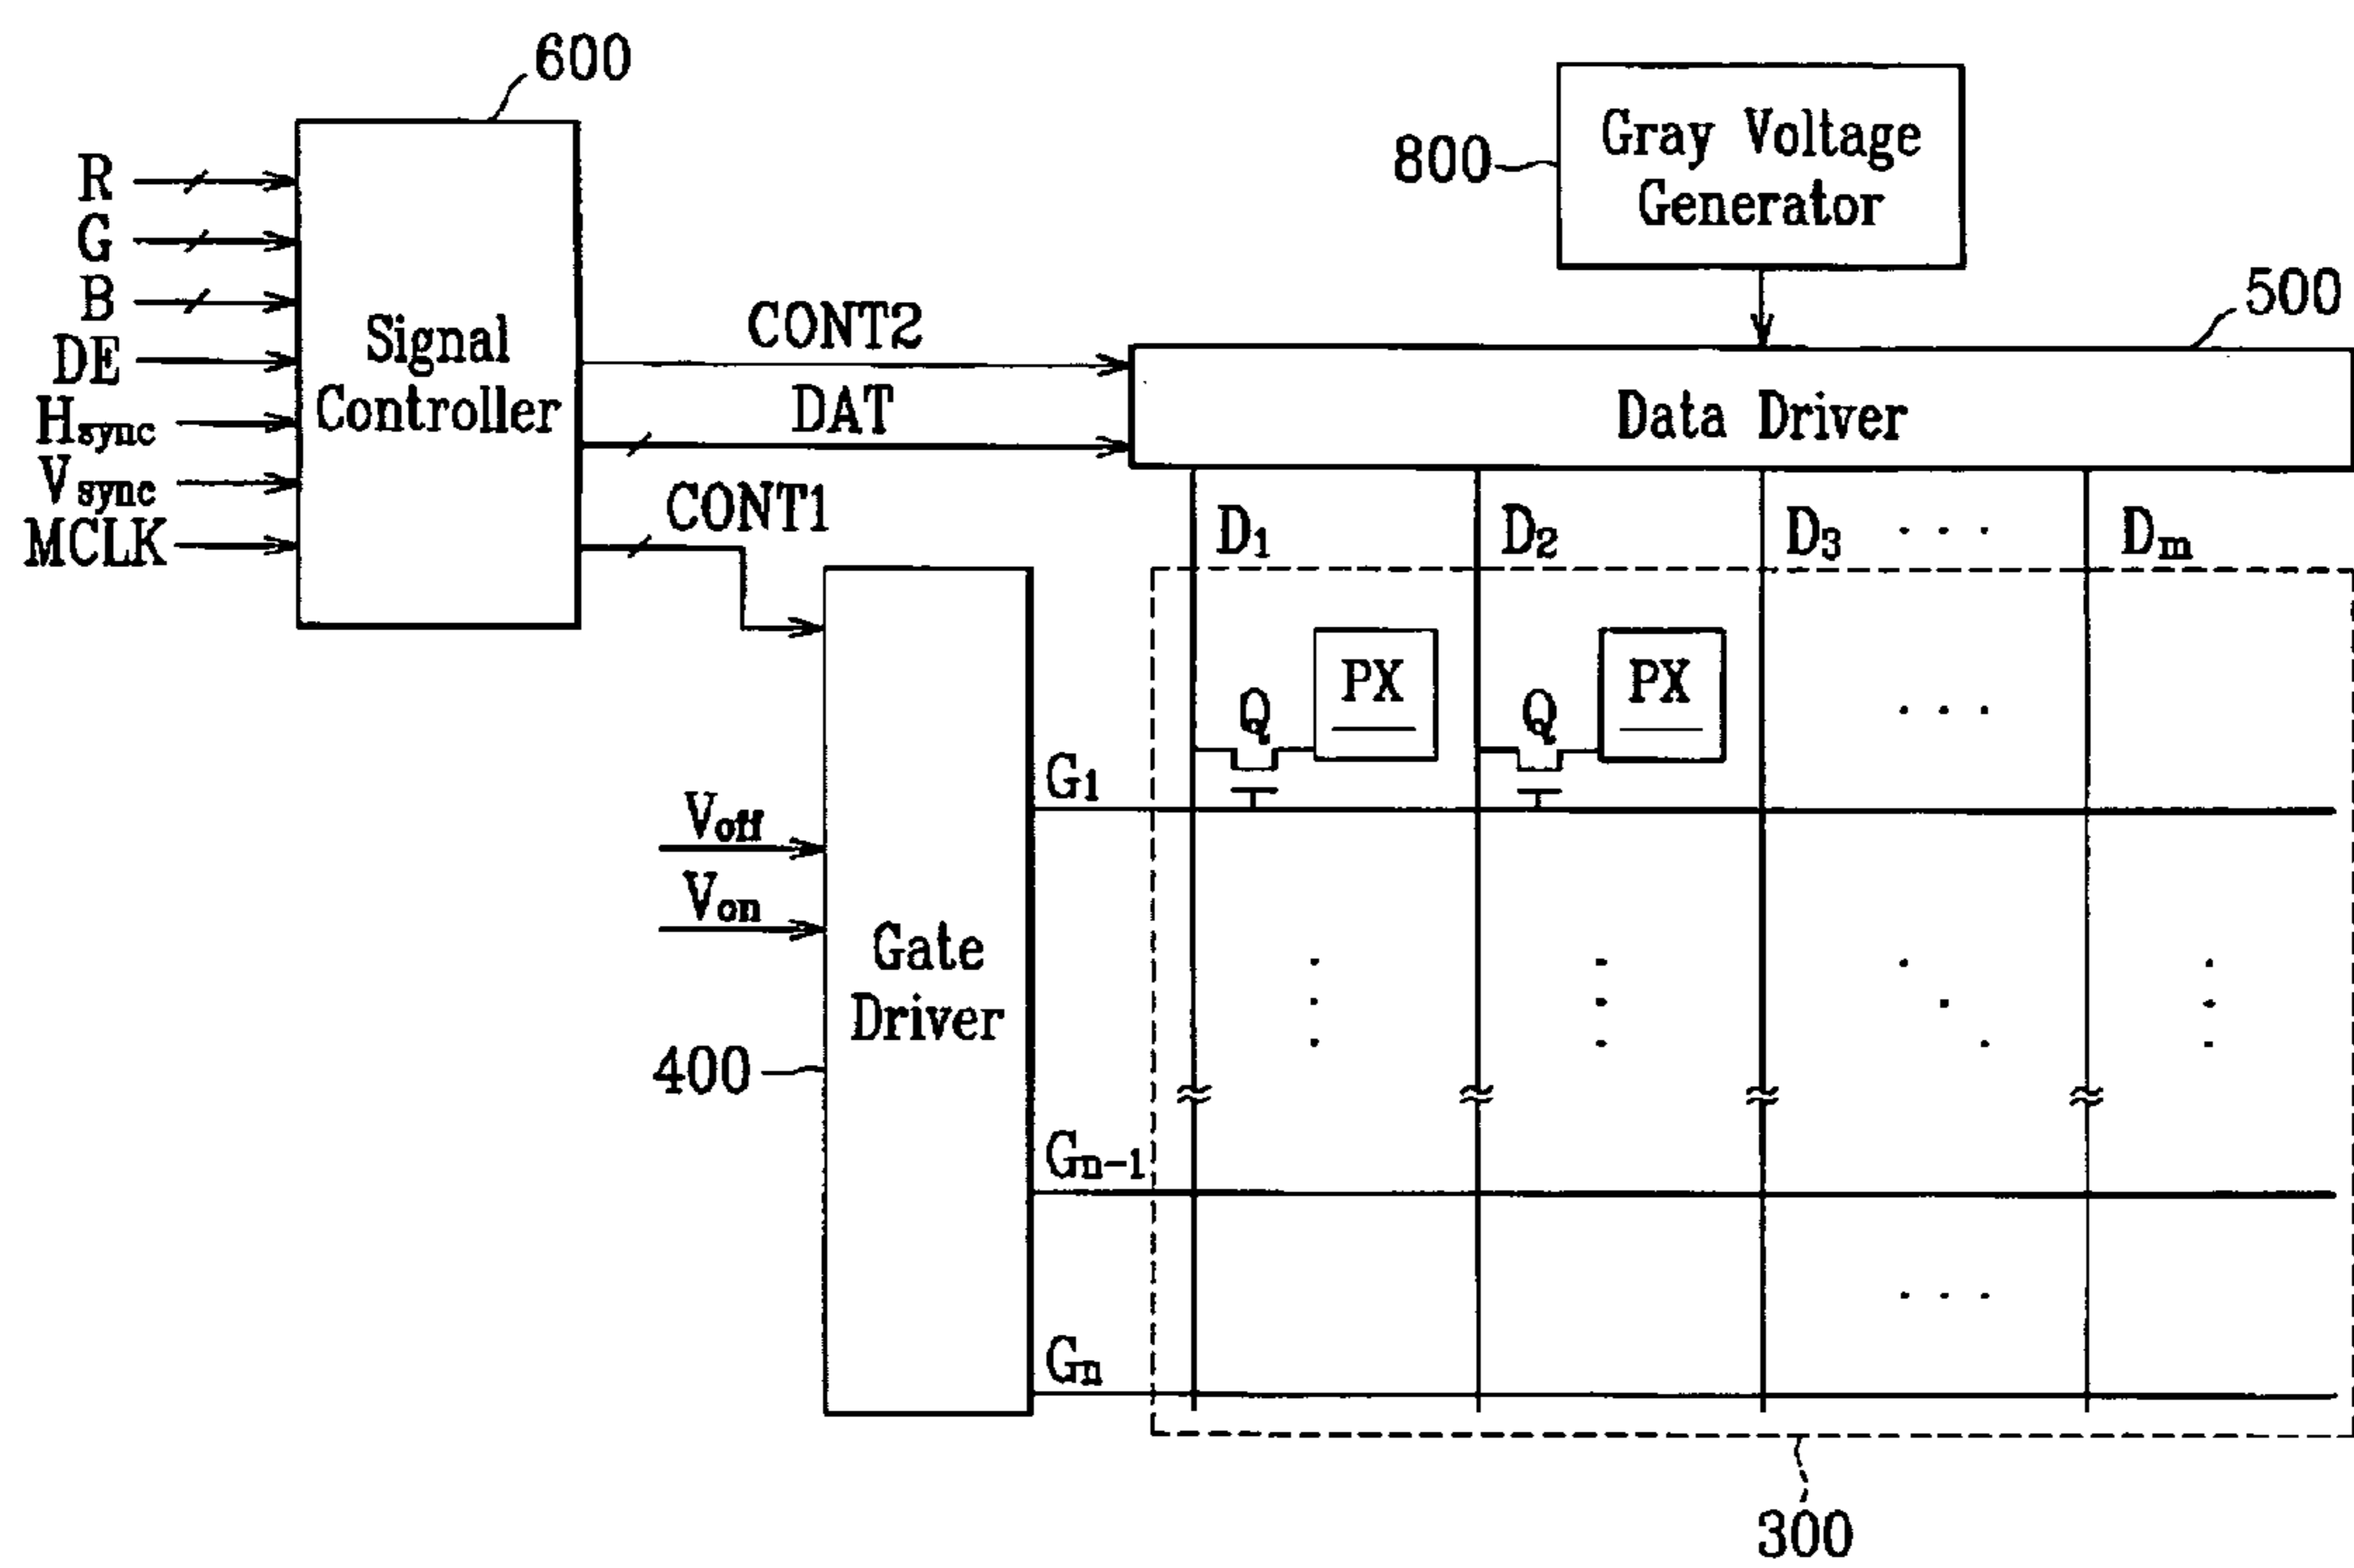 600
R
G
B
DE
Hsync
Vsync
MCLK
Signal
Controller
CONT2
DAT
CONT1
800
Gray Voltage
Generator
500
Data Driver
D1 D2 D3 . . . Dm
PX PX
Q Q . . .
G1
Voff
Von
Gate
Driver
400
Gn-1
Gn
300